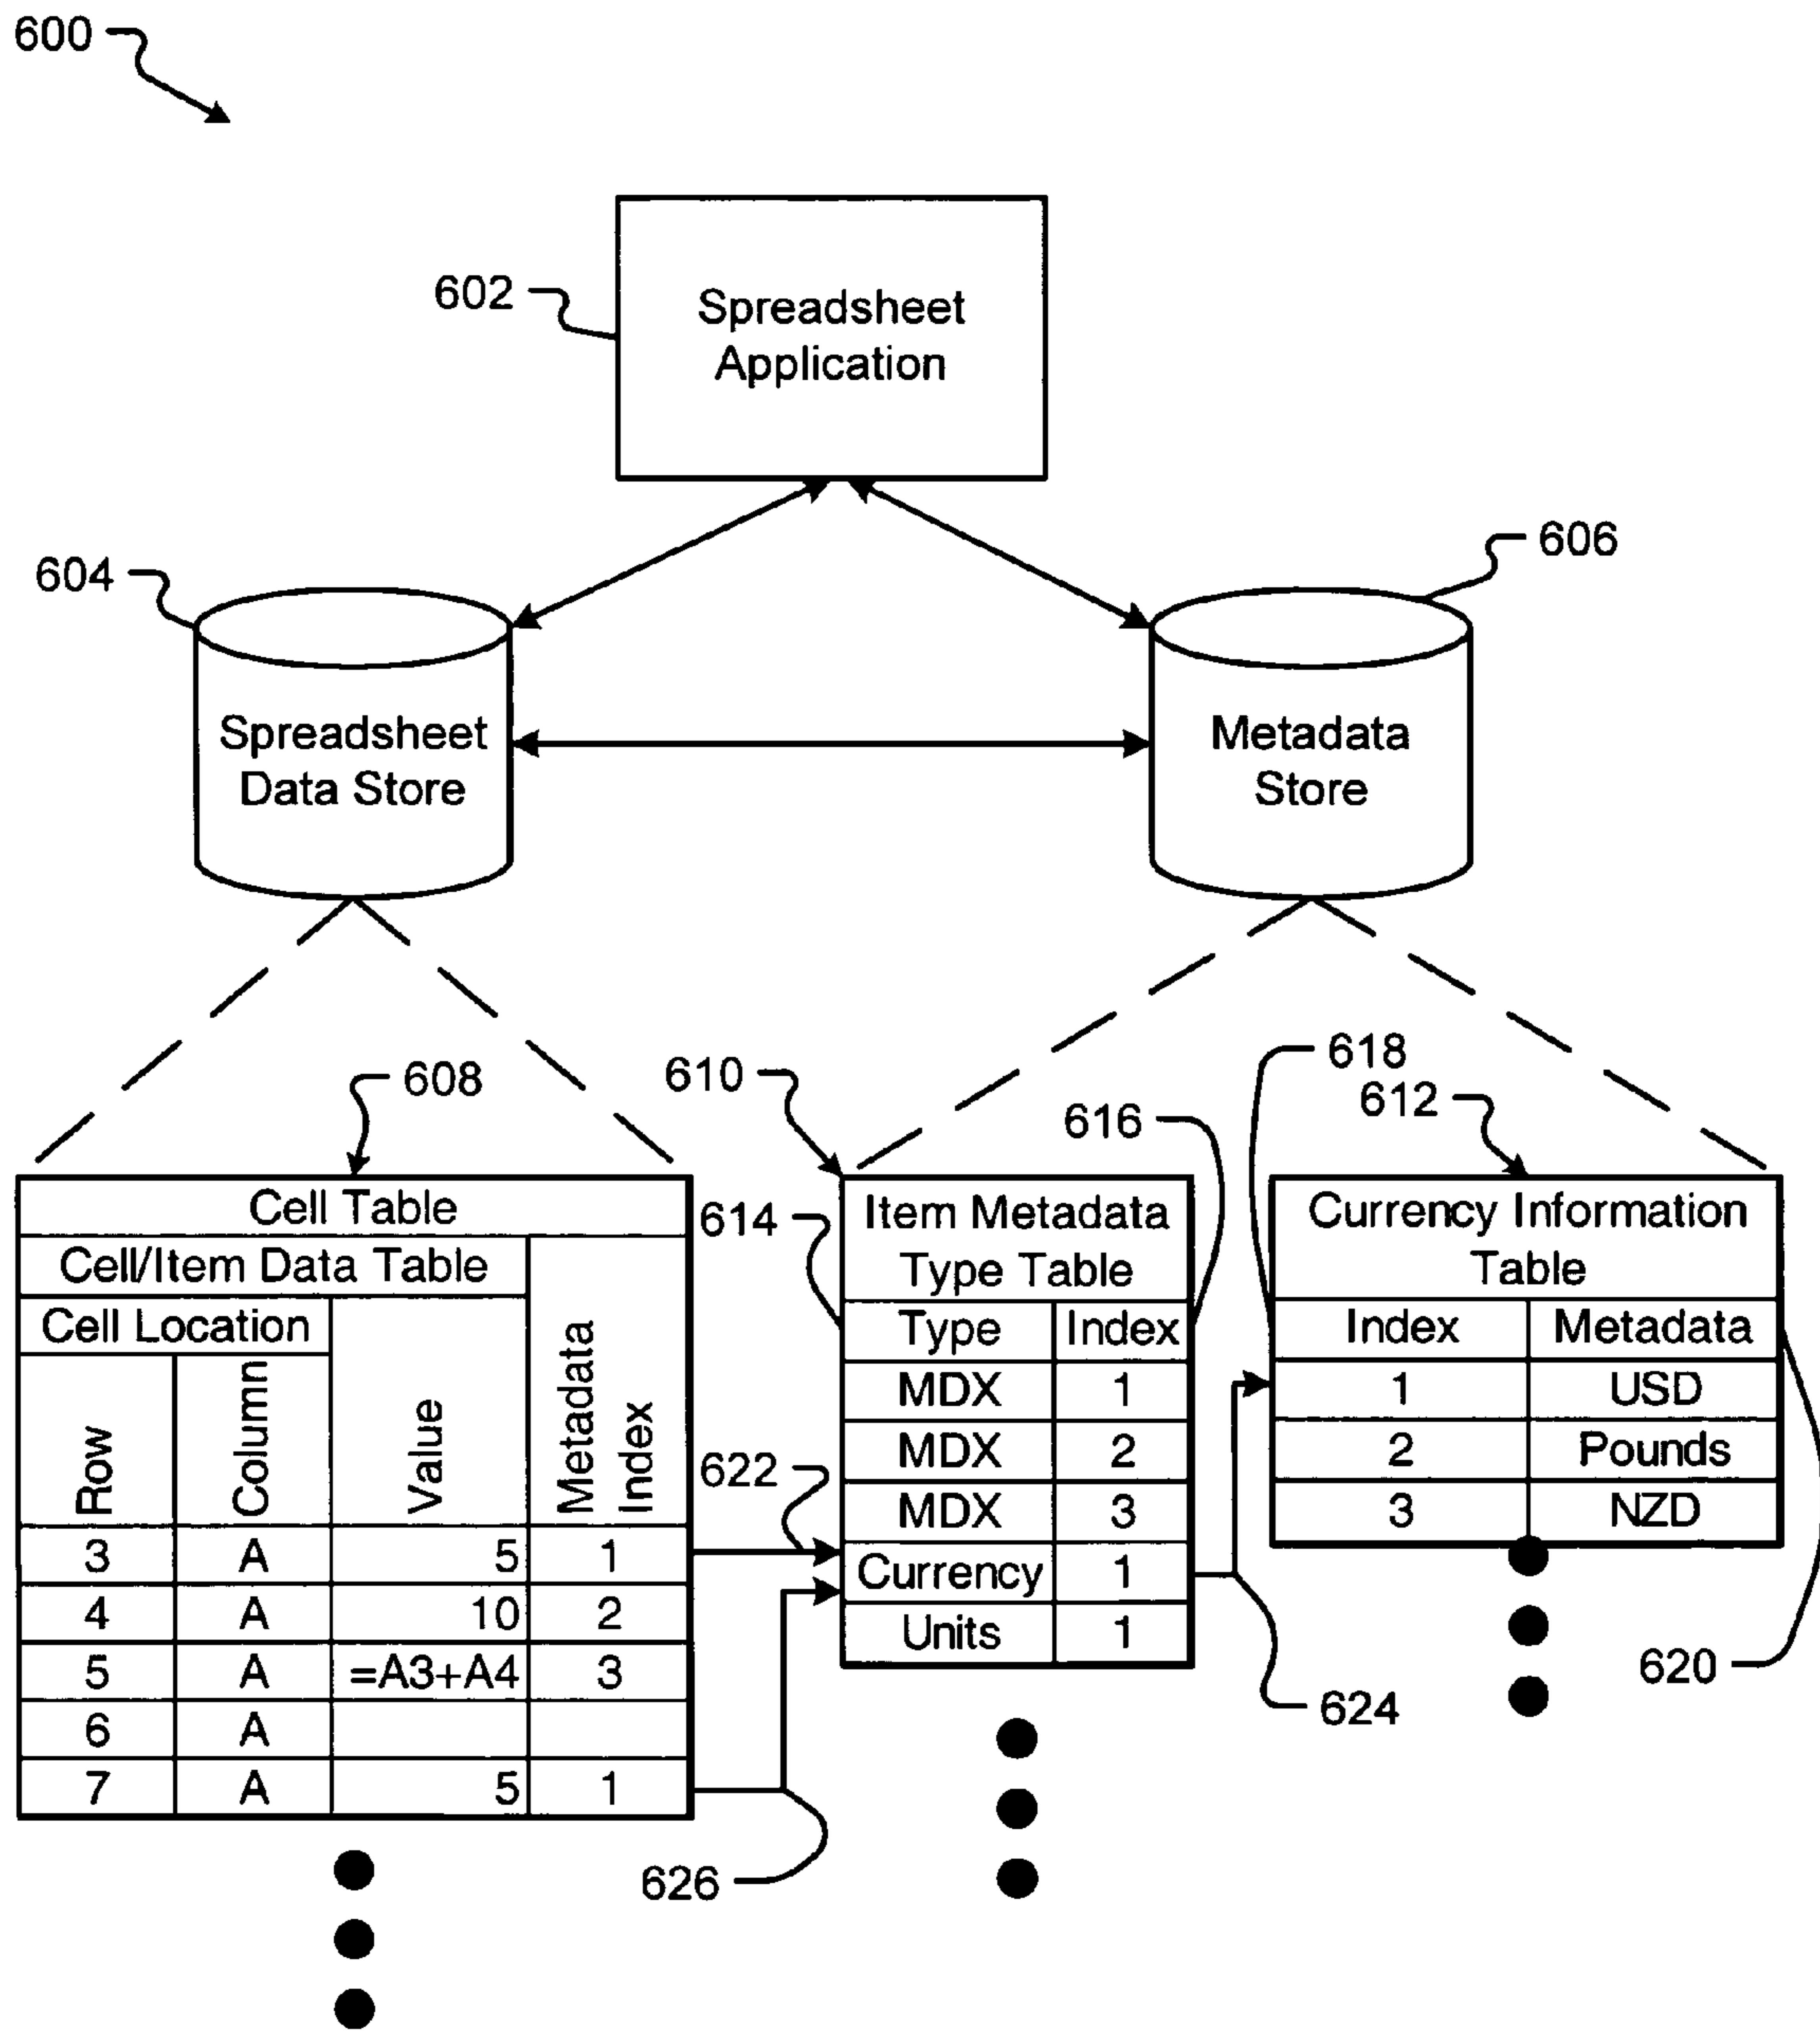 600
602
Spreadsheet
Application
604
606
Spreadsheet
Data Store
Metadata
Store
608
610
618
612
616
614
Cell Table
Cell/Item Data Table
Cell Location
Row
Column
Value
Metadata
Index
3 A 5 1
4 A 10 2
5 A =A3+A4 3
6 A
7 A 5 1
622
626
Item Metadata
Type Table
Type Index
MDX 1
MDX 2
MDX 3
Currency 1
Units 1
624
Currency Information
Table
Index Metadata
1 USD
2 Pounds
3 NZD
620